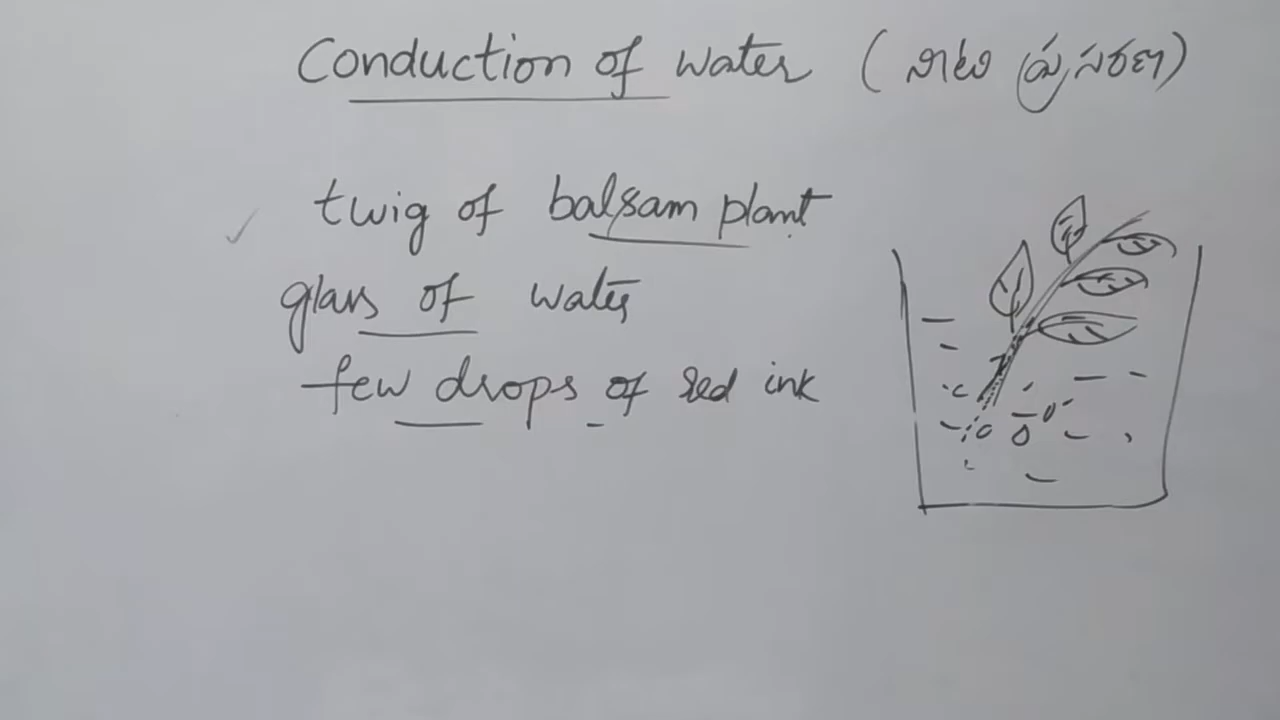 Conduction of water (నీటి ప్రసరణ)
twig of balsam plant
glass of water
few drops of red ink